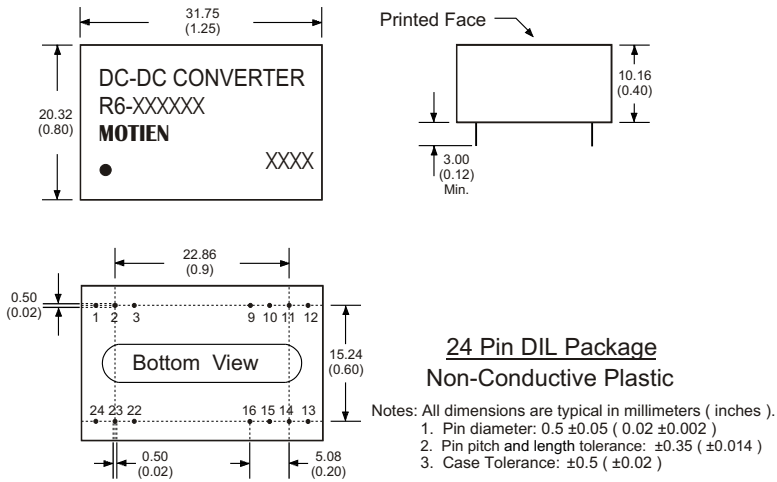 31.75
(1.25)
Printed Face
DC-DC CONVERTER
R6-XXXXXX
MOTIEN
XXXX
20.32
(0.80)
10.16
(0.40)
3.00
(0.12)
Min.
22.86
(0.9)
0.50
(0.02)
1 2 3 9 10 11 12
Bottom View
15.24
(0.60)
24 23 22 16 15 14 13
0.50
(0.02)
5.08
(0.20)
24 Pin DIL Package
Non-Conductive Plastic
Notes: All dimensions are typical in millimeters ( inches ).
1. Pin diameter: 0.5 ±0.05 ( 0.02 ±0.002 )
2. Pin pitch and length tolerance: ±0.35 ( ±0.014 )
3. Case Tolerance: ±0.5 ( ±0.02 )